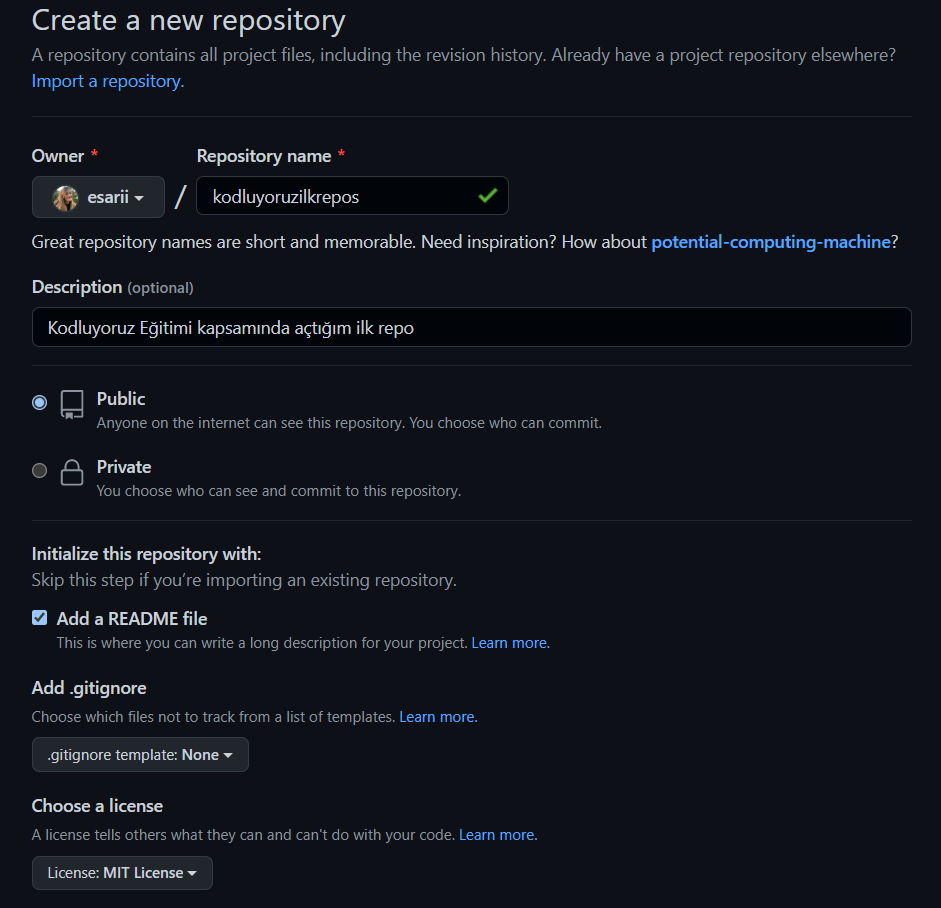 Create a new repository
A repository contains all project files, including the revision history. Already have a project repository elsewhere?
Import a repository.
Owner * Repository name *
esarii / kodluyoruzilkrepos
Great repository names are short and memorable. Need inspiration? How about potential-computing-machine?
Description (optional)
Kodluyoruz Eğitimi kapsamında açtığım ilk repo
Public
Anyone on the internet can see this repository. You choose who can commit.
Private
You choose who can see and commit to this repository.
Initialize this repository with:
Skip this step if you’re importing an existing repository.
Add a README file
This is where you can write a long description for your project. Learn more.
Add .gitignore
Choose which files not to track from a list of templates. Learn more.
.gitignore template: None
Choose a license
A license tells others what they can and can't do with your code. Learn more.
License: MIT License